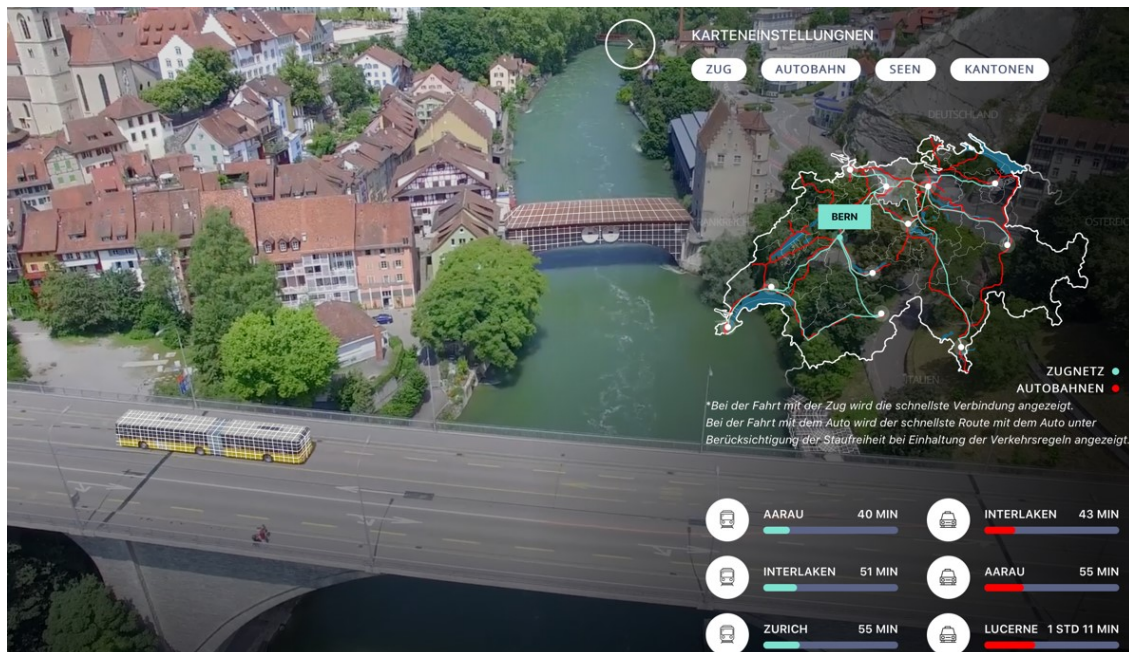 KARTENEINSTELLUNGNEN
ZUG
AUTOBAHN
SEEN
KANTONEN
DEUTSCHLAND
BERN
ITALIEN
ZUGNETZ
AUTOBAHNEN
*Bei der Fahrt mit der Zug wird die schnellste Verbindung angezeigt.
Bei der Fahrt mit dem Auto wird der schnellste Route mit dem Auto unter
Berücksichtigung der Staufreiheit bei Einhaltung der Verkehrsregeln angezeigt.
AARAU 40 MIN
INTERLAKEN 43 MIN
INTERLAKEN 51 MIN
AARAU 55 MIN
ZURICH 55 MIN
LUCERNE 1 STD 11 MIN